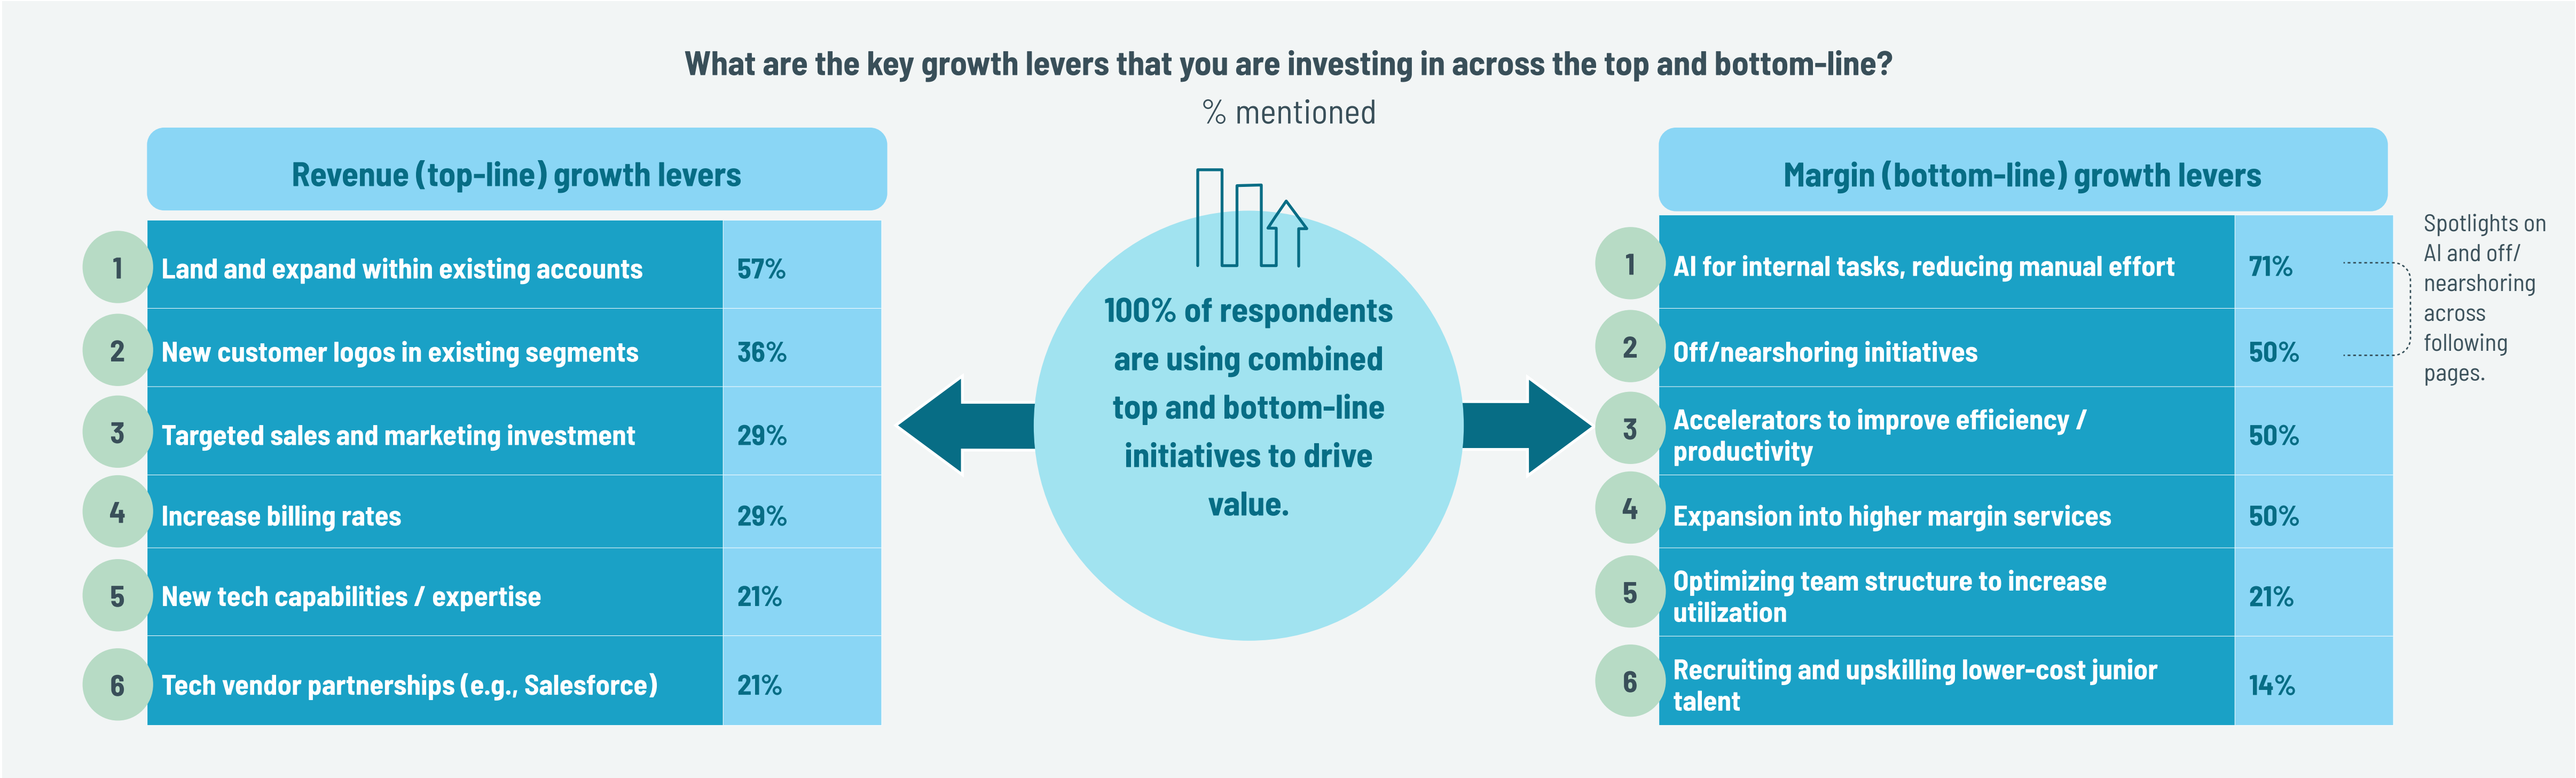 What are the key growth levers that you are investing in across the top and bottom-line?
% mentioned
Revenue (top-line) growth levers
1 Land and expand within existing accounts 57%
2 New customer logos in existing segments 36%
3 Targeted sales and marketing investment 29%
4 Increase billing rates 29%
5 New tech capabilities / expertise 21%
6 Tech vendor partnerships (e.g., Salesforce) 21%
100% of respondents
are using combined
top and bottom-line
initiatives to drive
value.
Margin (bottom-line) growth levers
1 AI for internal tasks, reducing manual effort 71%
2 Off/nearshoring initiatives 50%
3 Accelerators to improve efficiency /
productivity 50%
4 Expansion into higher margin services 50%
5 Optimizing team structure to increase
utilization 21%
6 Recruiting and upskilling lower-cost junior
talent 14%
Spotlights on
AI and off/
nearshoring
across
following
pages.